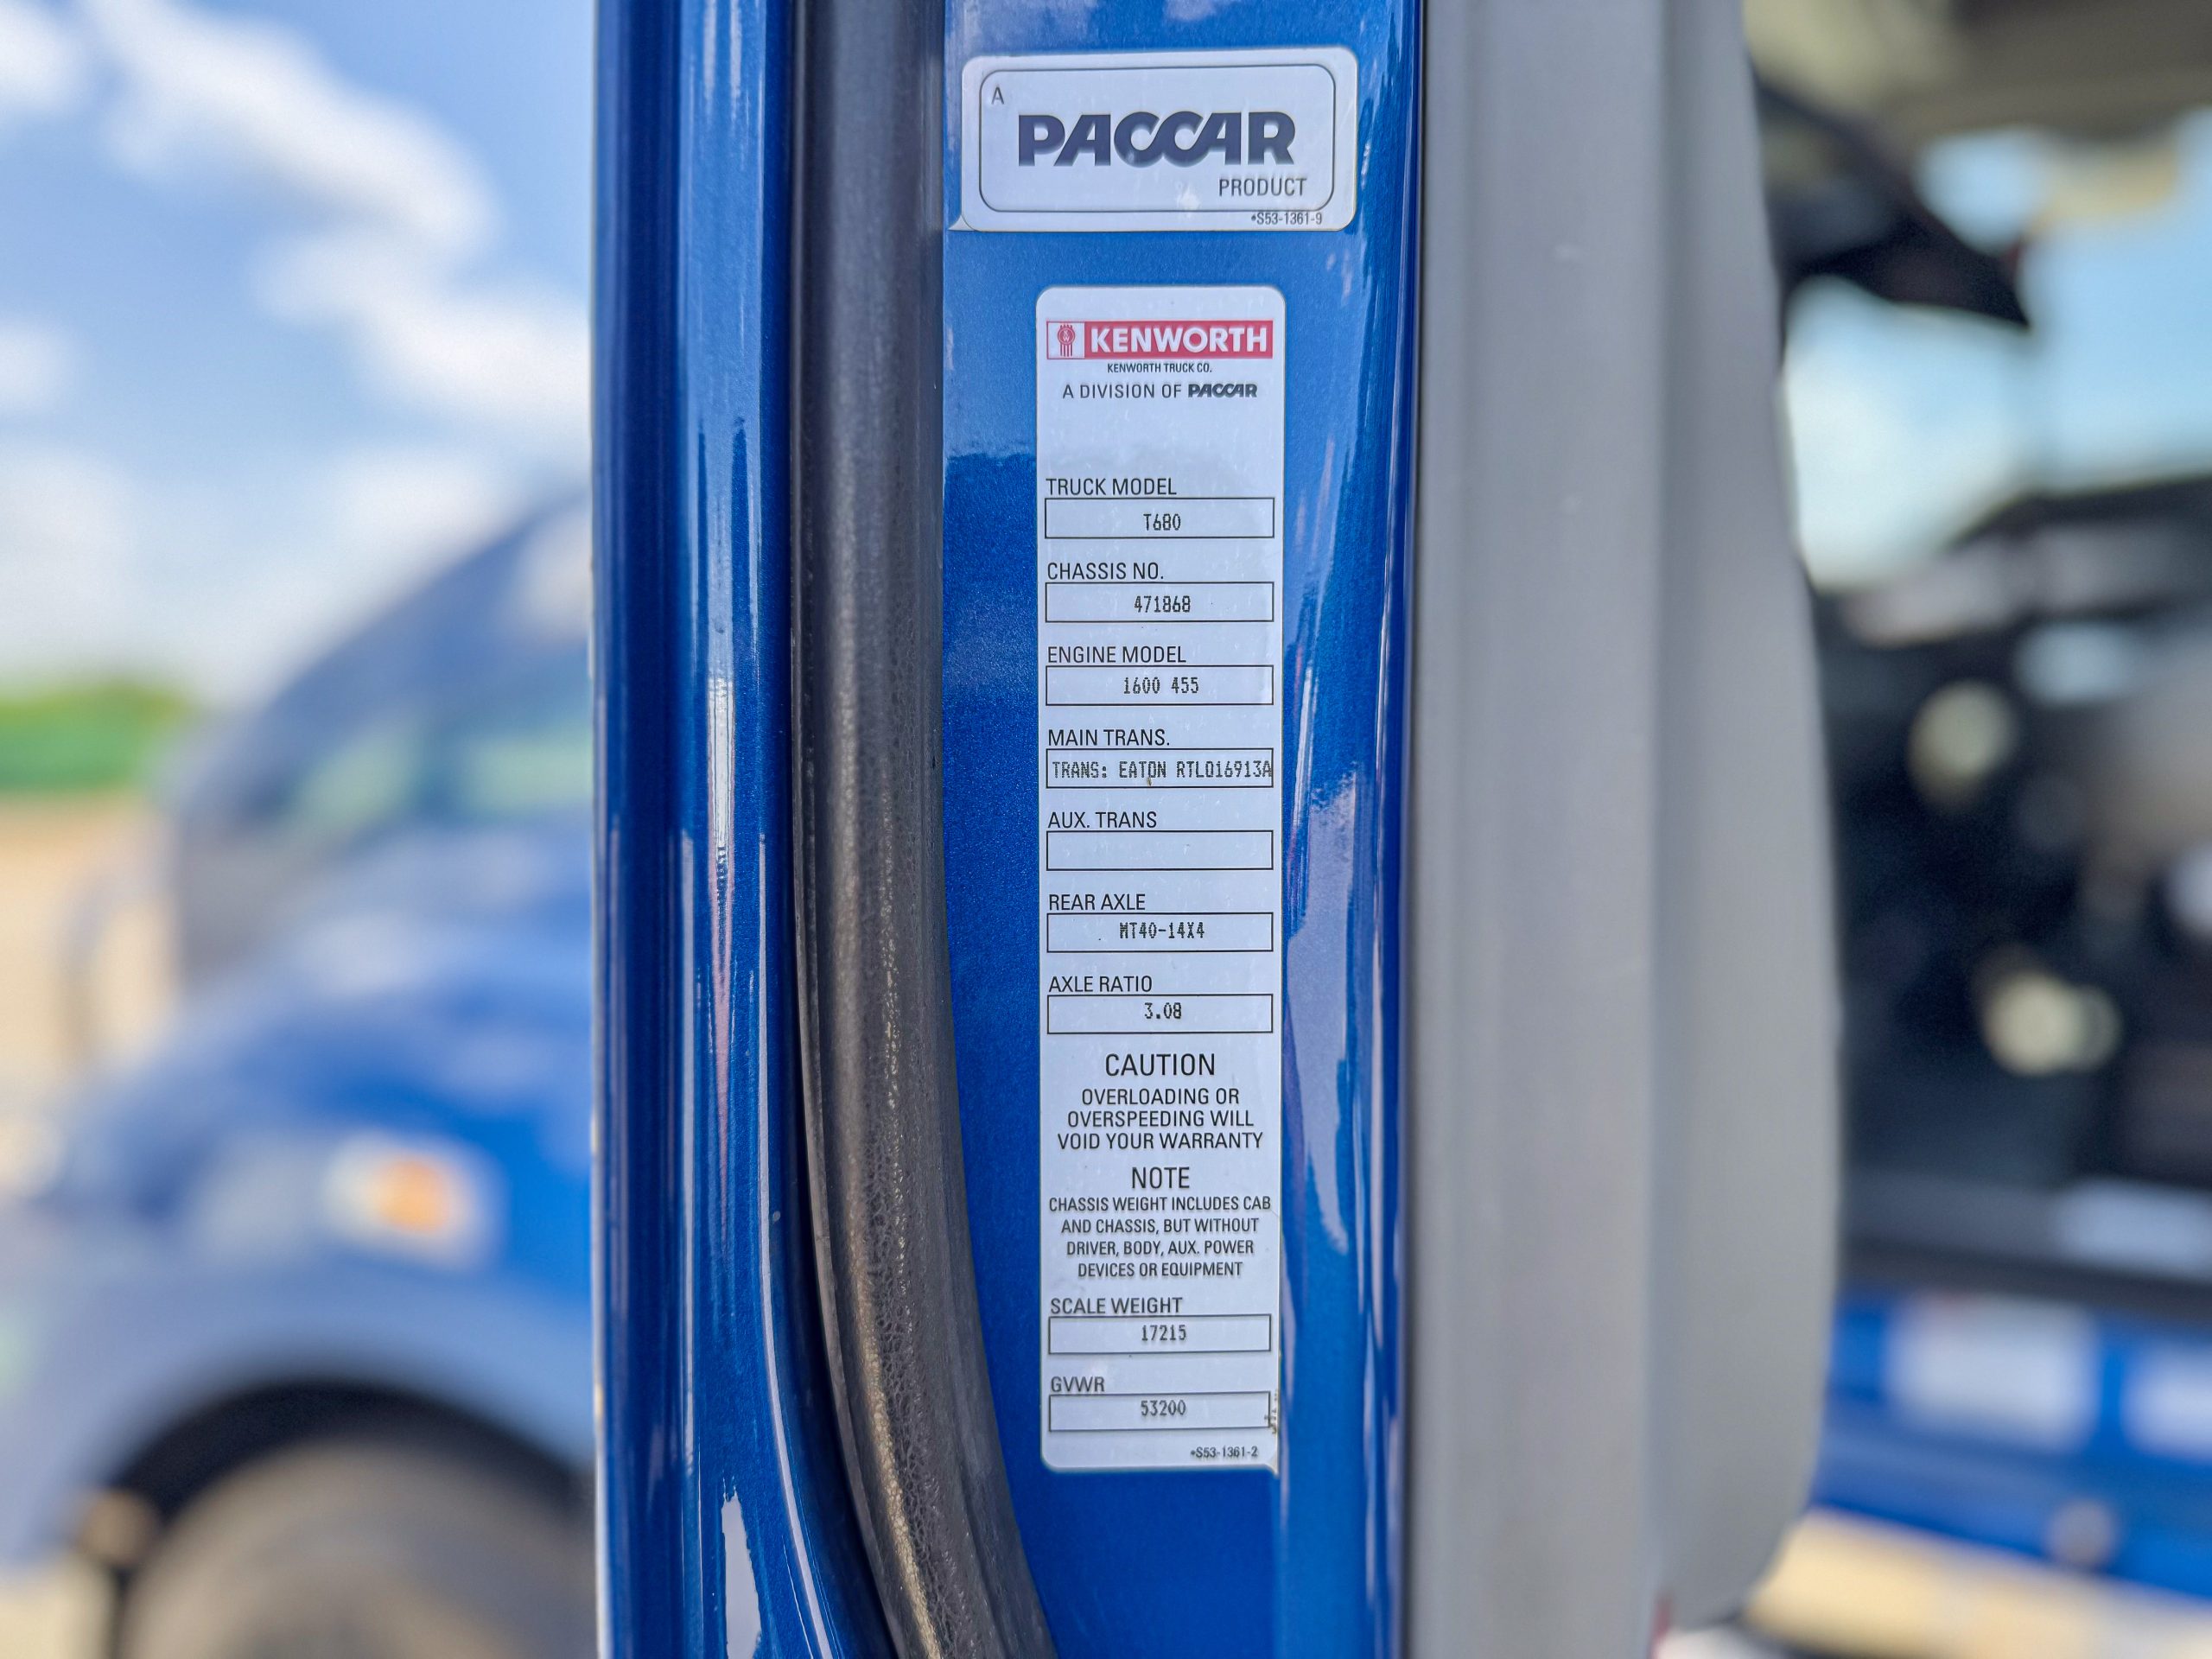 A
PACCAR
PRODUCT
*S53-1361-9
KENWORTH
KENWORTH TRUCK CO.
A DIVISION OF PACCAR
TRUCK MODEL
T680
CHASSIS NO.
471868
ENGINE MODEL
1600 455
MAIN TRANS.
TRANS: EATON RTLO16913A
AUX. TRANS
REAR AXLE
MT40-14X4
AXLE RATIO
3.08
CAUTION
OVERLOADING OR
OVERSPEEDING WILL
VOID YOUR WARRANTY
NOTE
CHASSIS WEIGHT INCLUDES CAB
AND CHASSIS, BUT WITHOUT
DRIVER, BODY, AUX. POWER
DEVICES OR EQUIPMENT
SCALE WEIGHT
17215
GVWR
53200
*S53-1361-2